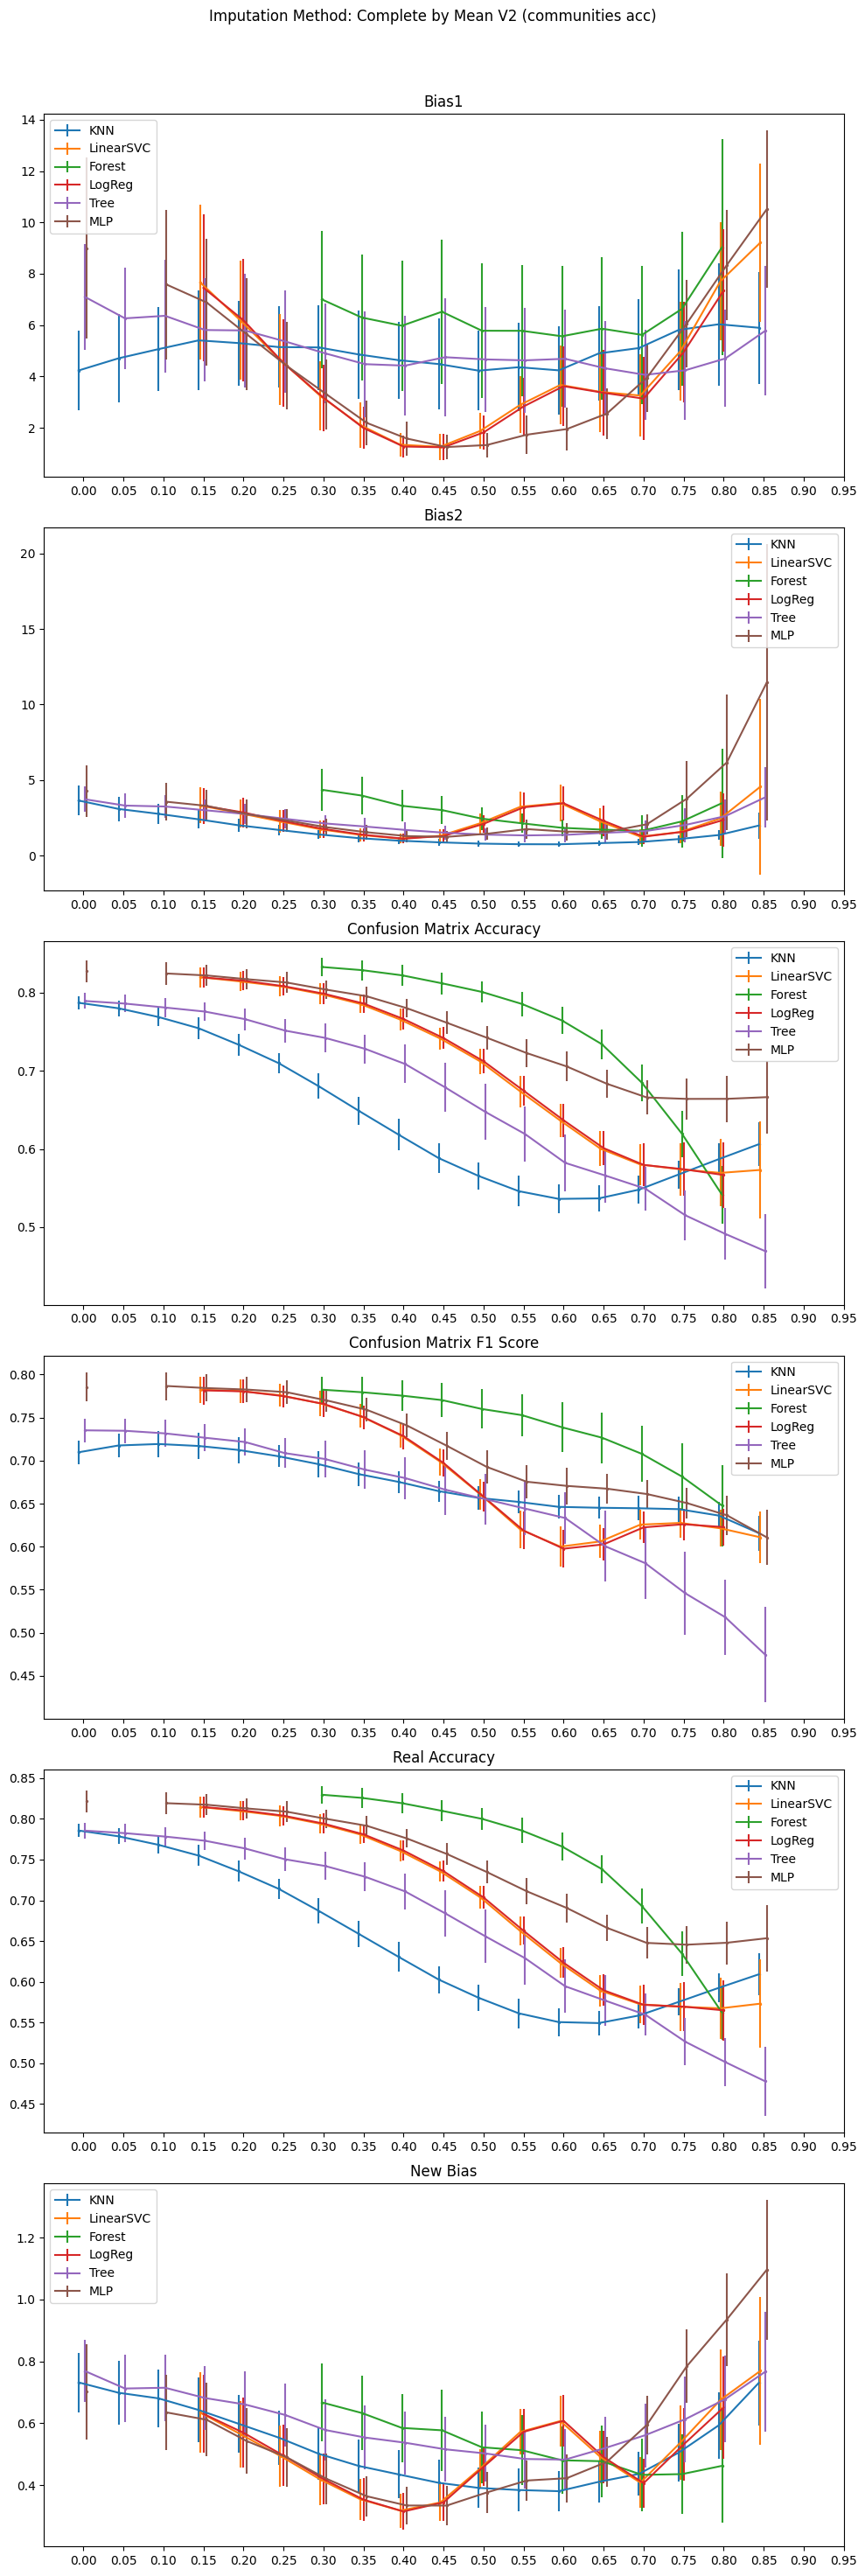 Imputation Method: Complete by Mean V2 (communities acc)
Bias1
14
12
10
8
6
4
2
KNN
LinearSVC
Forest
LogReg
Tree
MLP
0.00 0.05 0.10 0.15 0.20 0.25 0.30 0.35 0.40 0.45 0.50 0.55 0.60 0.65 0.70 0.75 0.80 0.85 0.90 0.95
Bias2
20
15
10
5
0
KNN
LinearSVC
Forest
LogReg
Tree
MLP
0.00 0.05 0.10 0.15 0.20 0.25 0.30 0.35 0.40 0.45 0.50 0.55 0.60 0.65 0.70 0.75 0.80 0.85 0.90 0.95
Confusion Matrix Accuracy
0.8
0.7
0.6
0.5
KNN
LinearSVC
Forest
LogReg
Tree
MLP
0.00 0.05 0.10 0.15 0.20 0.25 0.30 0.35 0.40 0.45 0.50 0.55 0.60 0.65 0.70 0.75 0.80 0.85 0.90 0.95
Confusion Matrix F1 Score
0.80
0.75
0.70
0.65
0.60
0.55
0.50
0.45
KNN
LinearSVC
Forest
LogReg
Tree
MLP
0.00 0.05 0.10 0.15 0.20 0.25 0.30 0.35 0.40 0.45 0.50 0.55 0.60 0.65 0.70 0.75 0.80 0.85 0.90 0.95
Real Accuracy
0.85
0.80
0.75
0.70
0.65
0.60
0.55
0.50
0.45
KNN
LinearSVC
Forest
LogReg
Tree
MLP
0.00 0.05 0.10 0.15 0.20 0.25 0.30 0.35 0.40 0.45 0.50 0.55 0.60 0.65 0.70 0.75 0.80 0.85 0.90 0.95
New Bias
1.2
1.0
0.8
0.6
0.4
KNN
LinearSVC
Forest
LogReg
Tree
MLP
0.00 0.05 0.10 0.15 0.20 0.25 0.30 0.35 0.40 0.45 0.50 0.55 0.60 0.65 0.70 0.75 0.80 0.85 0.90 0.95